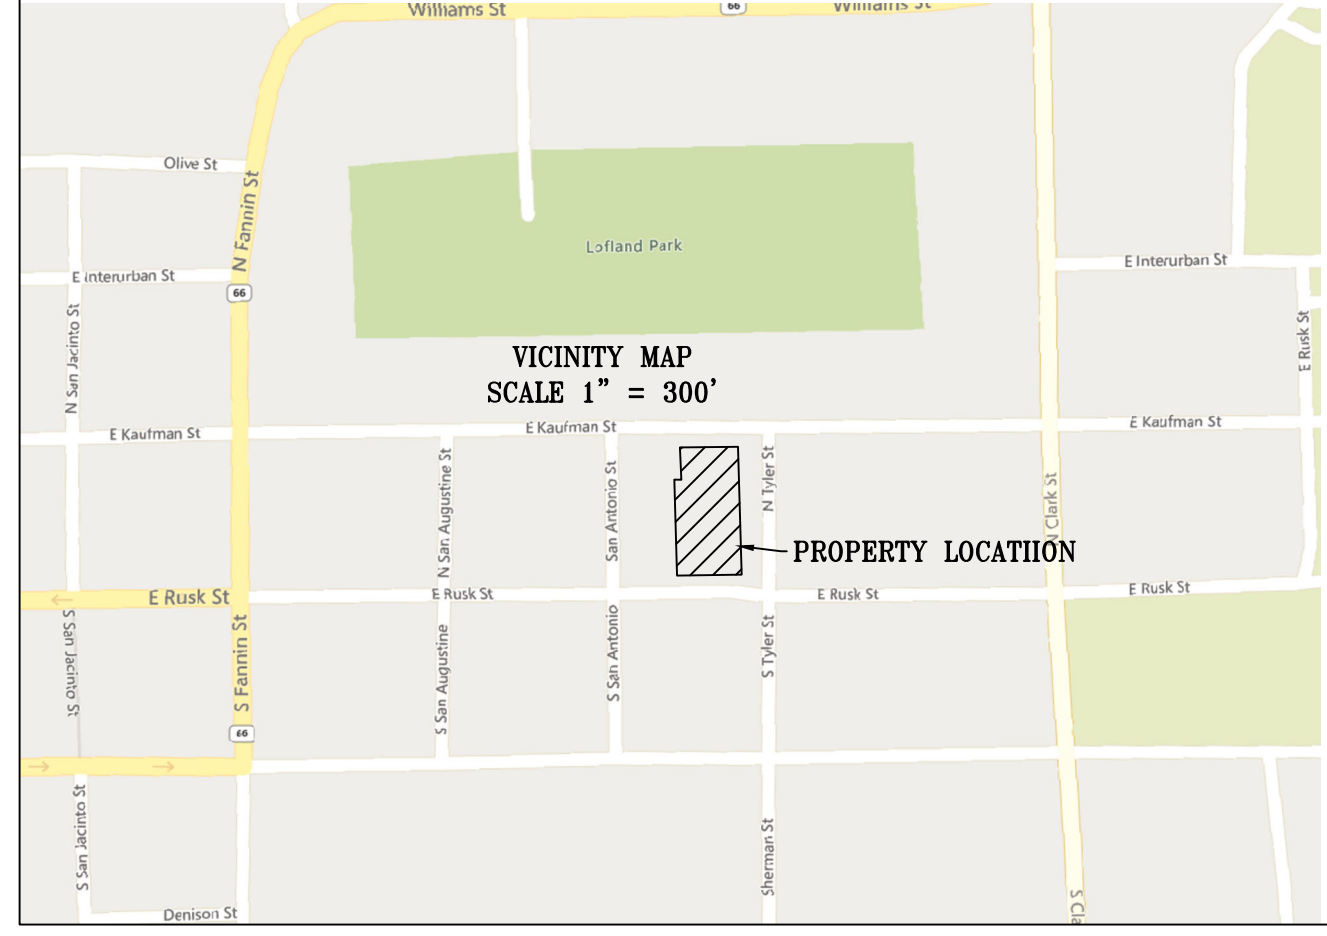 Williams St
66
Williams St
Olive St
N Fannin St
Lofland Park
E Interurban St
E Interurban St
66
N San Jacinto St
E Rusk St
VICINITY MAP
SCALE 1” = 300’
E Kaufman St
E Kaufman St
E Kaufman St
N San Augustine St
San Antonio St
N Tyler St
N Clark St
PROPERTY LOCATIION
E Rusk St
E Rusk St
E Rusk St
E Rusk St
S San Jacinto St
S Fannin St
S San Augustine
S San Antonio
S Tyler St
66
S San Jacinto St
Sherman St
S Cla
Denison St